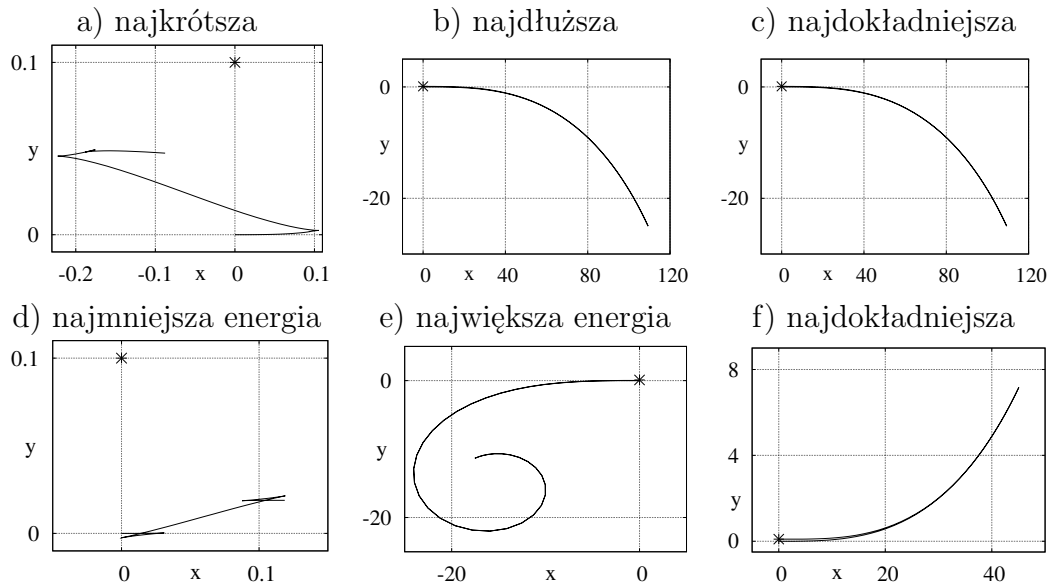 a) najkrótsza
0.1
y
0
-0.2 -0.1 x 0 0.1
b) najdłuższa
0
y
-20
0 x 40 80 120
c) najdokładniejsza
0
y
-20
0 x 40 80 120
d) najmniejsza energia
0.1
y
0
0 x 0.1
e) największa energia
0
y
-20
-20 x 0
f) najdokładniejsza
8
4
y
0
0 x 20 40